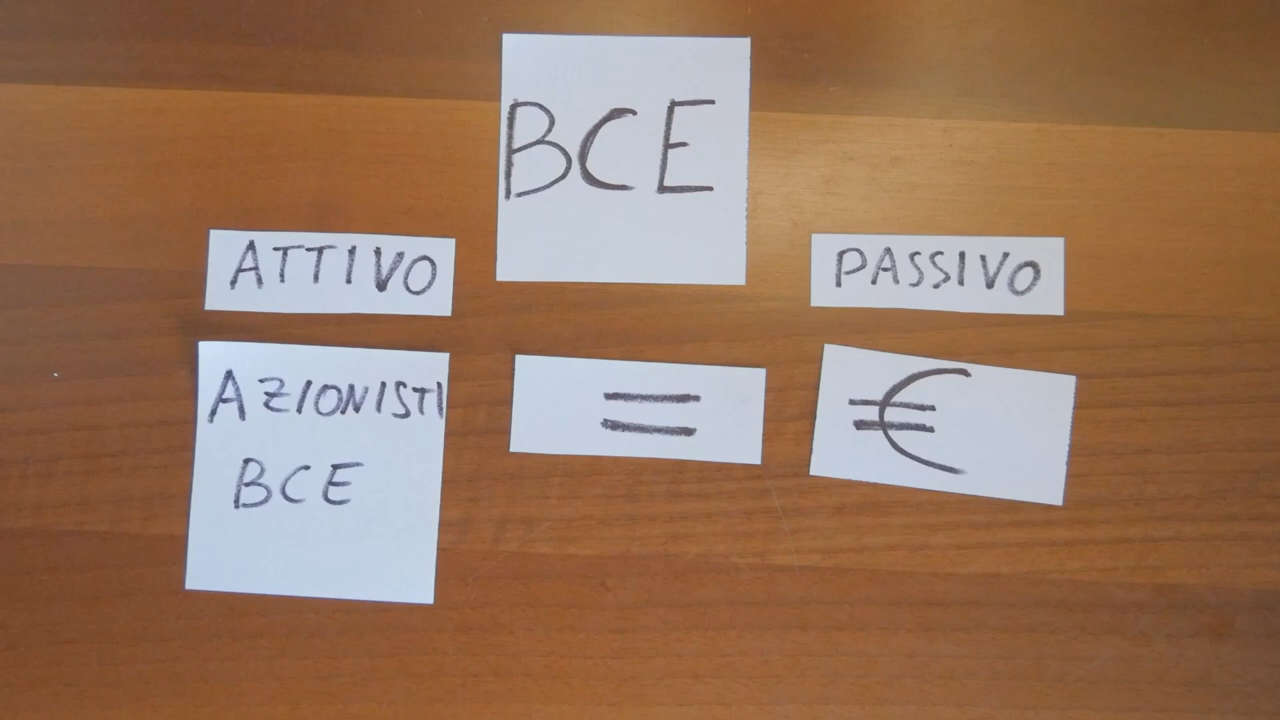 BCE
ATTIVO
PASSIVO
AZIONISTI
BCE
=
€